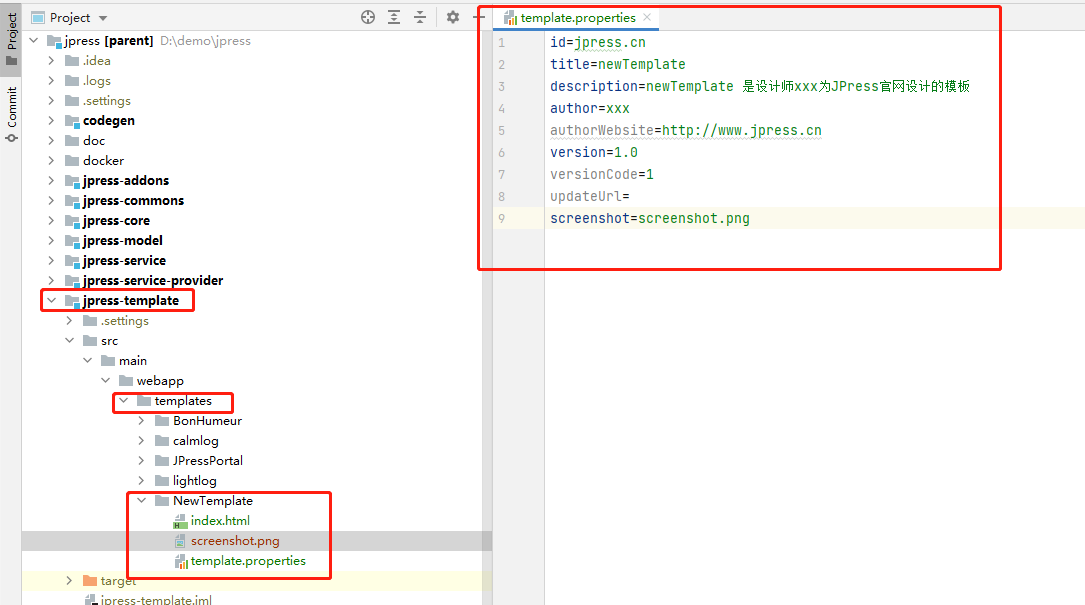 Project
Commit
Project
jpress [parent] D:\demo\jpress
.idea
.logs
.settings
codegen
doc
docker
jpress-addons
jpress-commons
jpress-core
jpress-model
jpress-service
jpress-service-provider
jpress-template
.settings
src
main
webapp
templates
BonHumeur
calmlog
JPressPortal
lightlog
NewTemplate
index.html
screenshot.png
template.properties
target
jpress-template.iml
template.properties
1 id=jpress.cn
2 title=newTemplate
3 description=newTemplate 是设计师xxx为JPress官网设计的模板
4 author=xxx
5 authorWebsite=http://www.jpress.cn
6 version=1.0
7 versionCode=1
8 updateUrl=
9 screenshot=screenshot.png